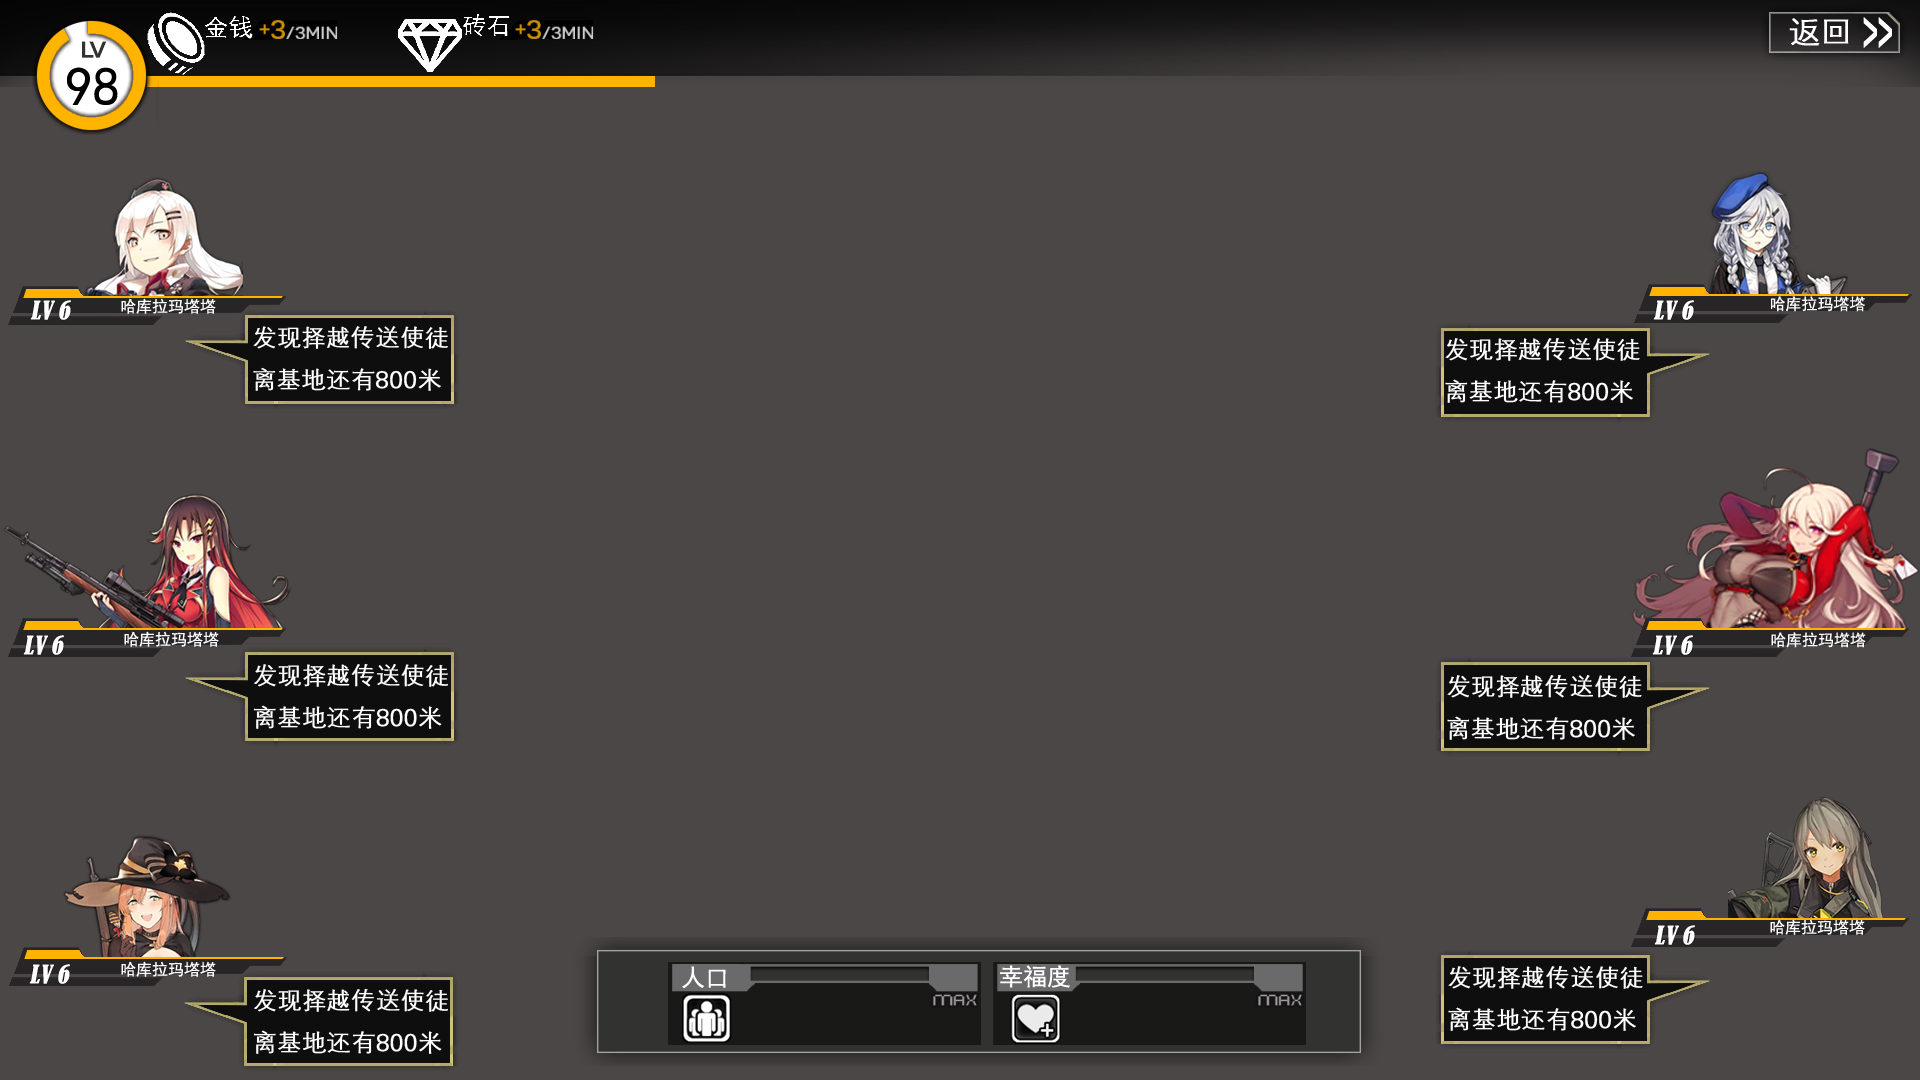 LV
98
金钱 +3/3MIN
砖石 +3/3MIN
返回
LV 6 哈库拉玛塔塔
发现择越传送使徒
离基地还有800米
LV 6 哈库拉玛塔塔
发现择越传送使徒
离基地还有800米
LV 6 哈库拉玛塔塔
发现择越传送使徒
离基地还有800米
LV 6 哈库拉玛塔塔
发现择越传送使徒
离基地还有800米
LV 6 哈库拉玛塔塔
发现择越传送使徒
离基地还有800米
LV 6 哈库拉玛塔塔
发现择越传送使徒
离基地还有800米
人口
MAX
幸福度
MAX